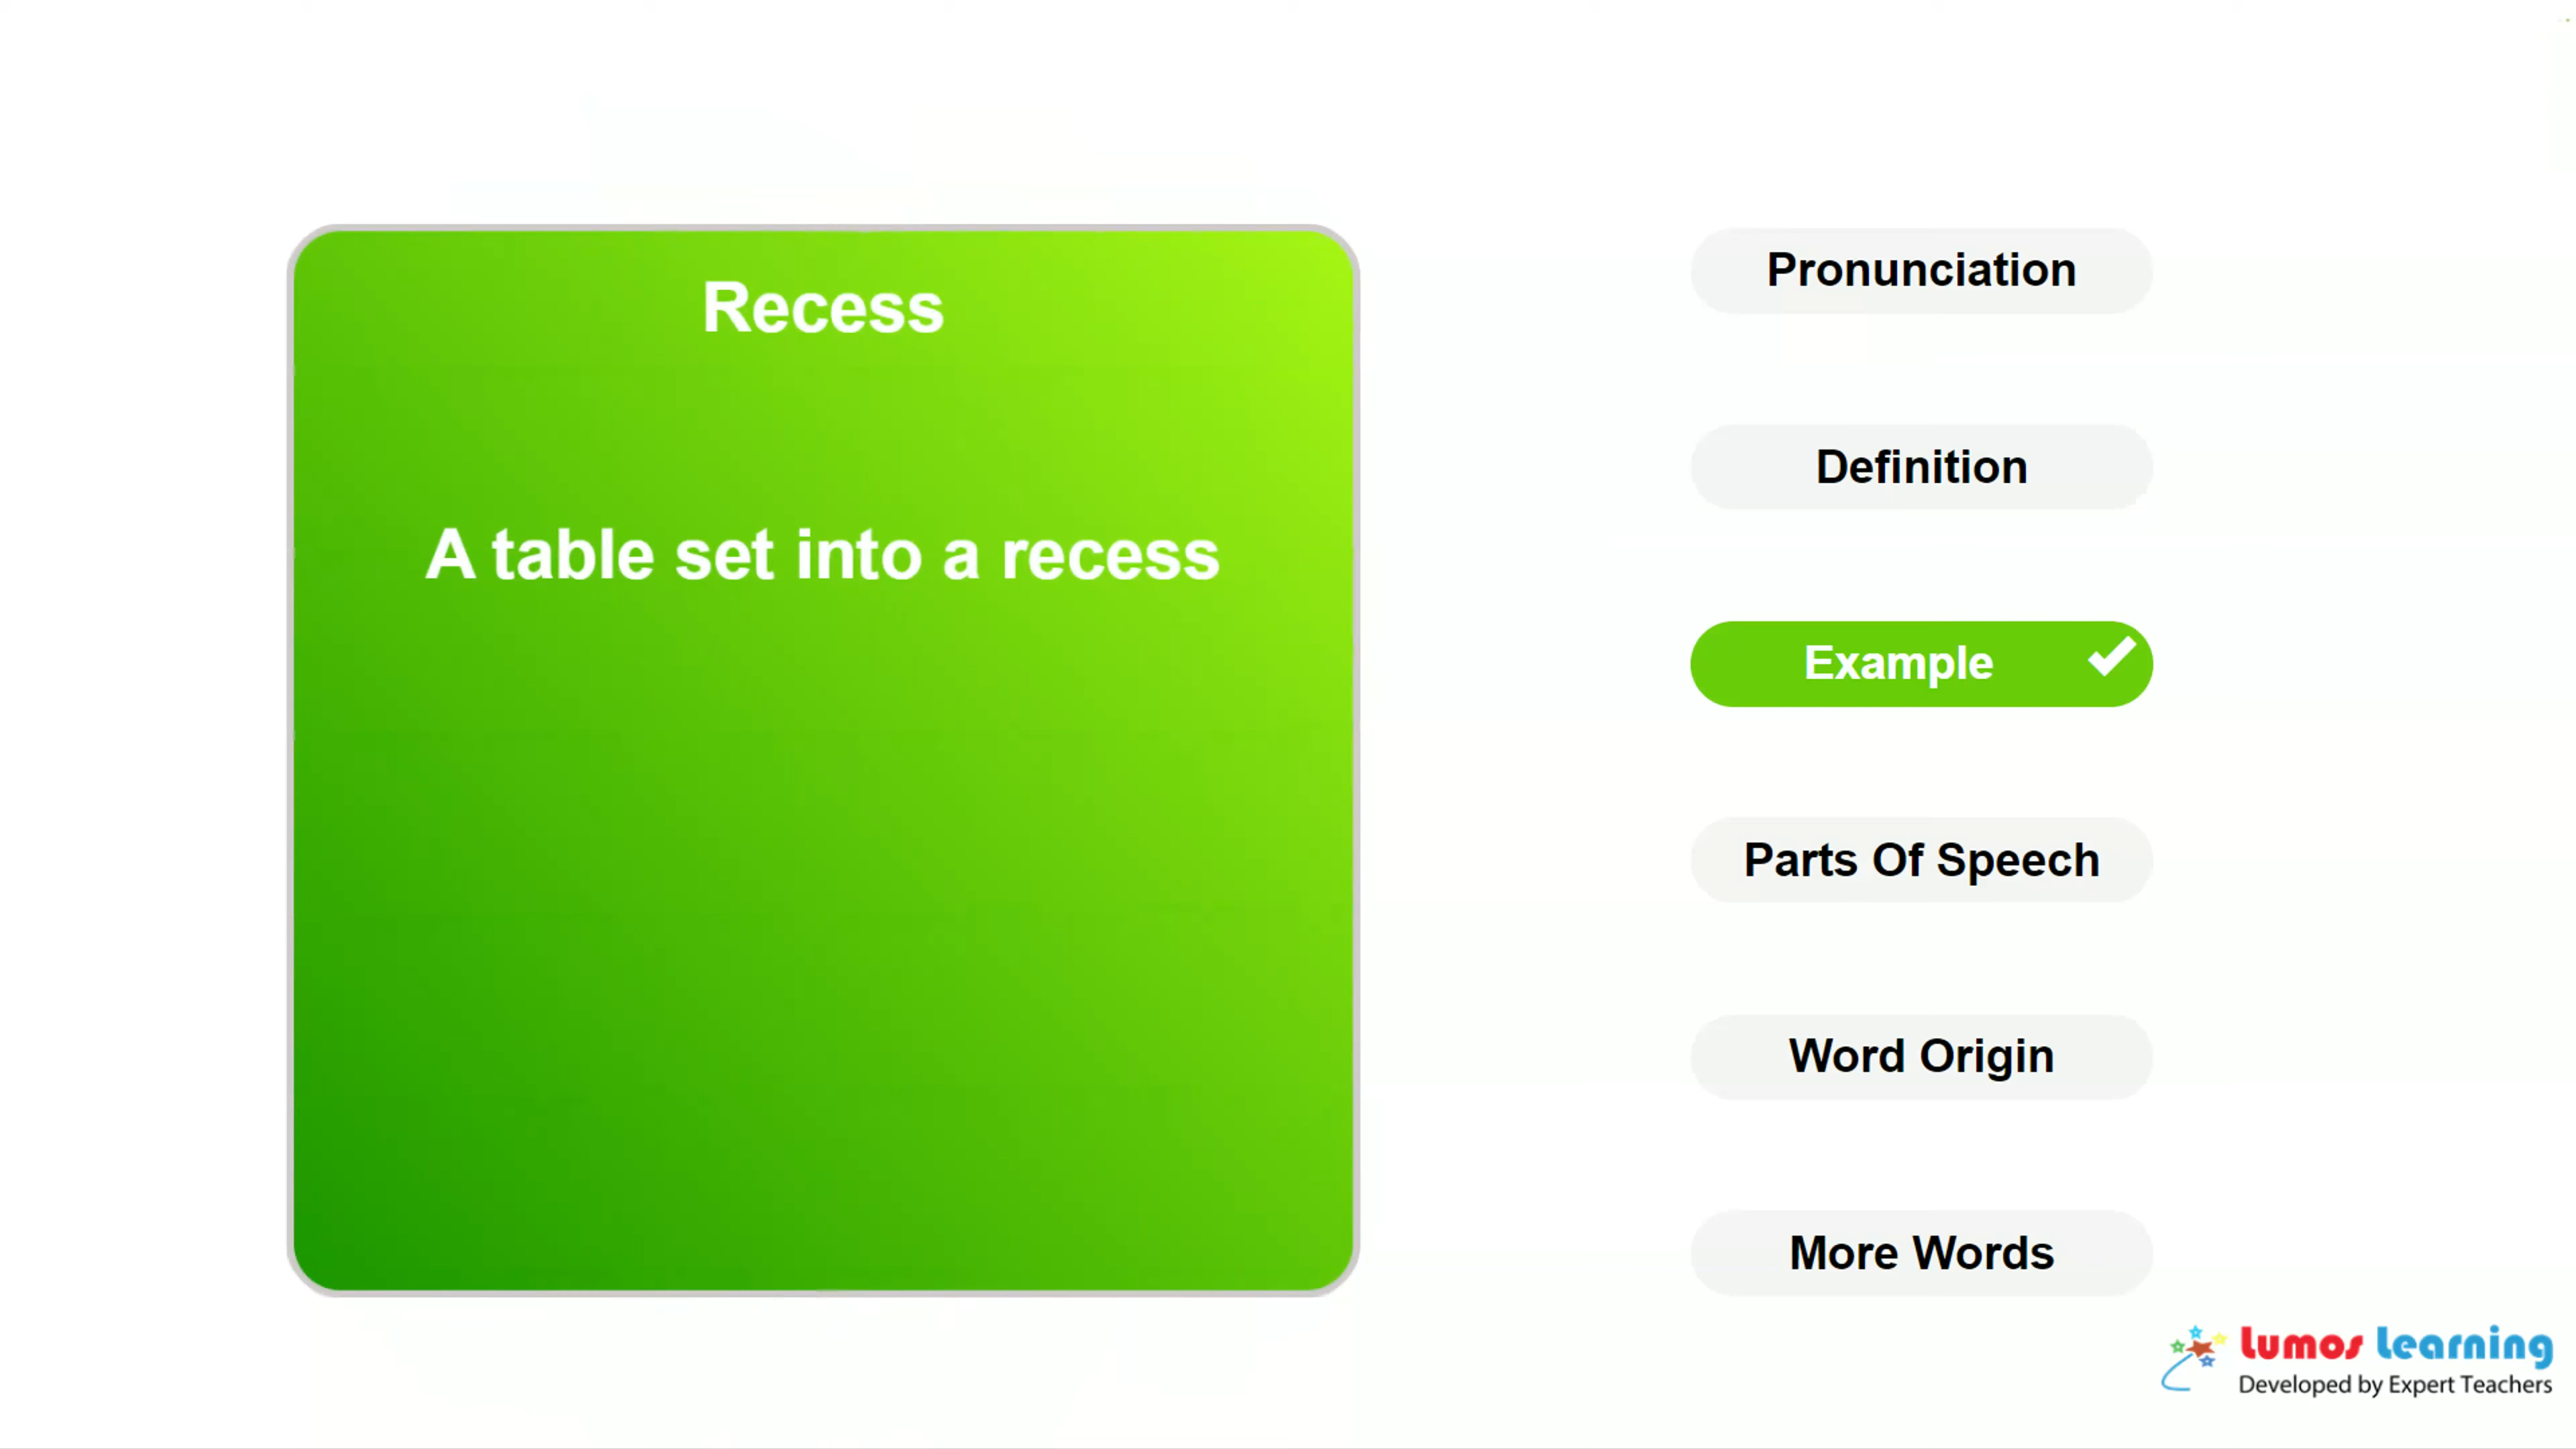 Recess
A table set into a recess
Pronunciation
Definition
Example
Parts Of Speech
Word Origin
More Words
Lumos Learning
Developed by Expert Teachers